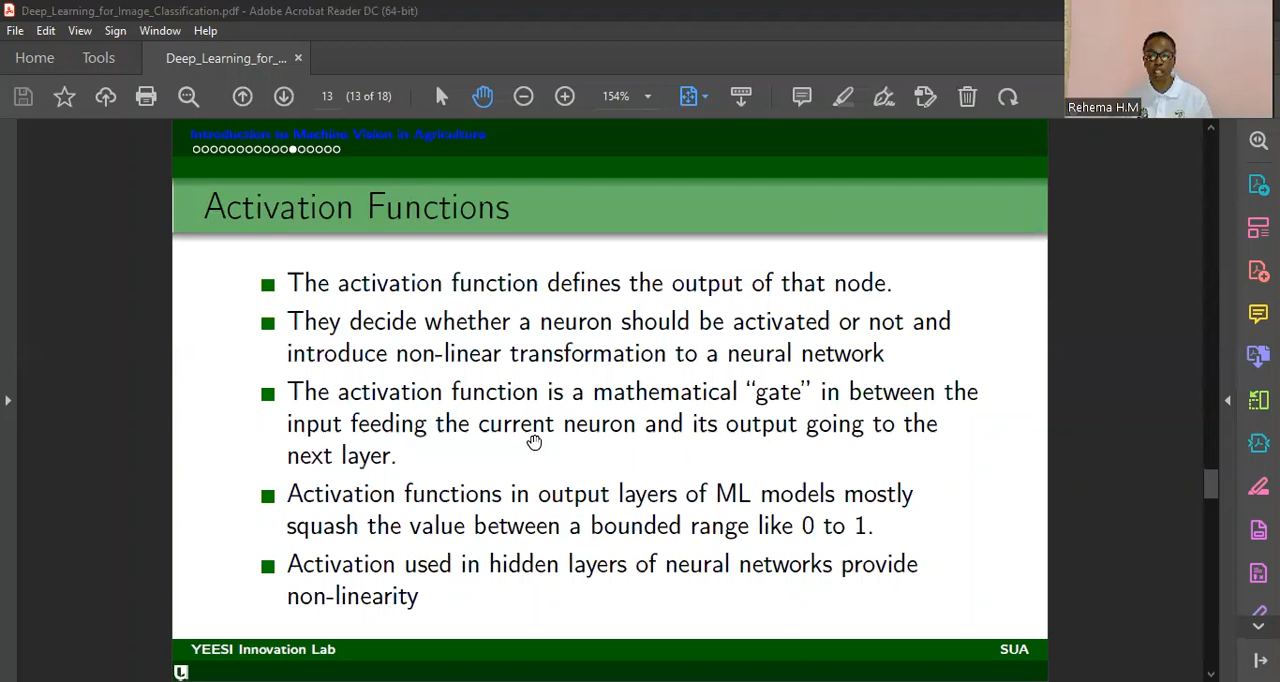 Deep_Learning_for_Image_Classification.pdf - Adobe Acrobat Reader DC (64-bit)
File Edit View Sign Window Help
Home Tools Deep_Learning_for_... ×
13 (13 of 18) 154%
Rehema H.M
Introduction to Machine Vision in Agriculture
Activation Functions
The activation function defines the output of that node.
They decide whether a neuron should be activated or not and
introduce non-linear transformation to a neural network
The activation function is a mathematical “gate” in between the
input feeding the current neuron and its output going to the
next layer.
Activation functions in output layers of ML models mostly
squash the value between a bounded range like 0 to 1.
Activation used in hidden layers of neural networks provide
non-linearity
YEESI Innovation Lab SUA